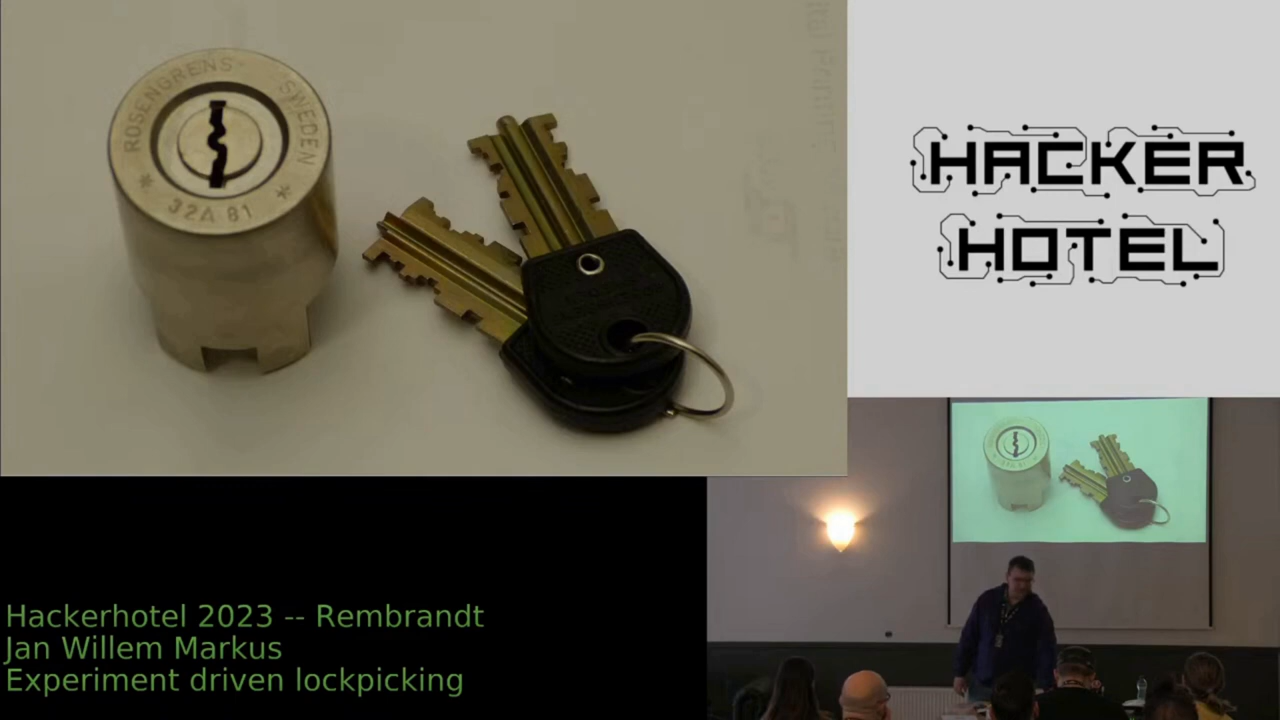 ROSENGRENS SWEDEN
* 32A 81 *
HACKER
HOTEL
Hackerhotel 2023 -- Rembrandt
Jan Willem Markus
Experiment driven lockpicking